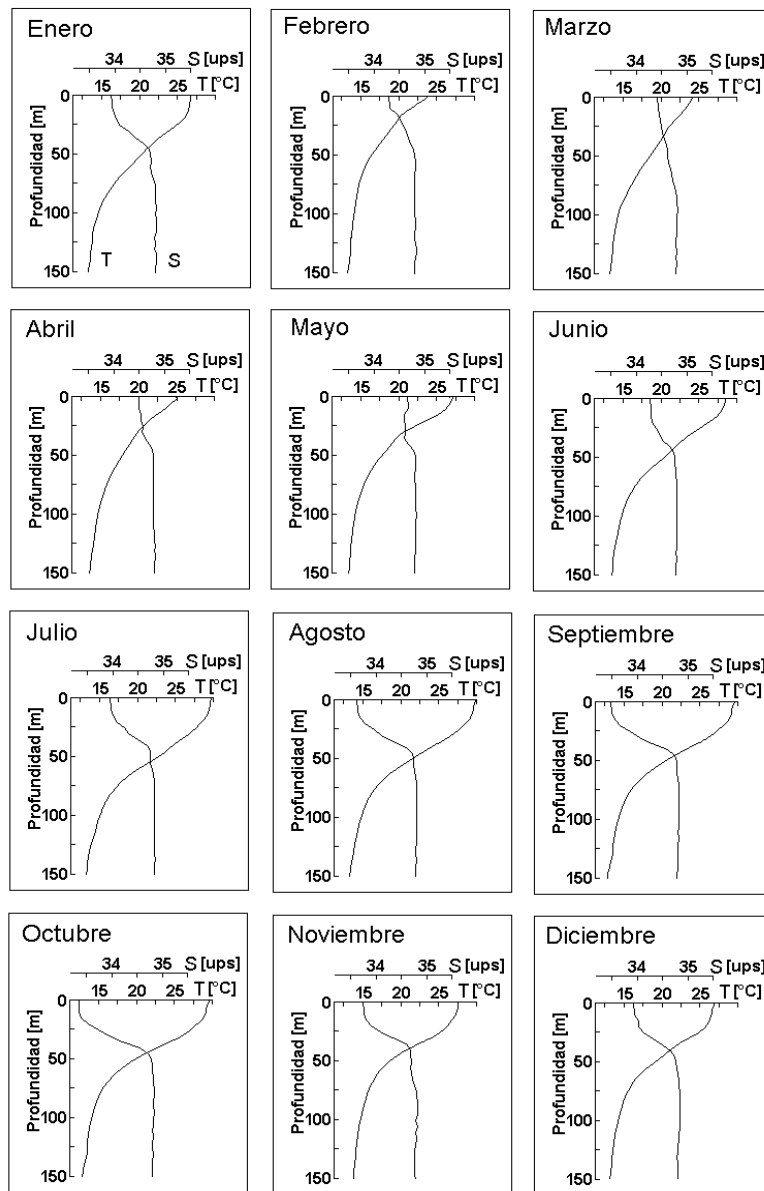 Enero
34 35 S [ups]
15 20 25 T [°C]
Profundidad [m]
0
50
100
150
T S
Febrero
34 35 S [ups]
15 20 25 T [°C]
Profundidad [m]
0
50
100
150
Marzo
34 35 S [ups]
15 20 25 T [°C]
Profundidad [m]
0
50
100
150
Abril
34 35 S [ups]
15 20 25 T [°C]
Profundidad [m]
0
50
100
150
Mayo
34 35 S [ups]
15 20 25 T [°C]
Profundidad [m]
0
50
100
150
Junio
34 35 S [ups]
15 20 25 T [°C]
Profundidad [m]
0
50
100
150
Julio
34 35 S [ups]
15 20 25 T [°C]
Profundidad [m]
0
50
100
150
Agosto
34 35 S [ups]
15 20 25 T [°C]
Profundidad [m]
0
50
100
150
Septiembre
34 35 S [ups]
15 20 25 T [°C]
Profundidad [m]
0
50
100
150
Octubre
34 35 S [ups]
15 20 25 T [°C]
Profundidad [m]
0
50
100
150
Noviembre
34 35 S [ups]
15 20 25 T [°C]
Profundidad [m]
0
50
100
150
Diciembre
34 35 S [ups]
15 20 25 T [°C]
Profundidad [m]
0
50
100
150